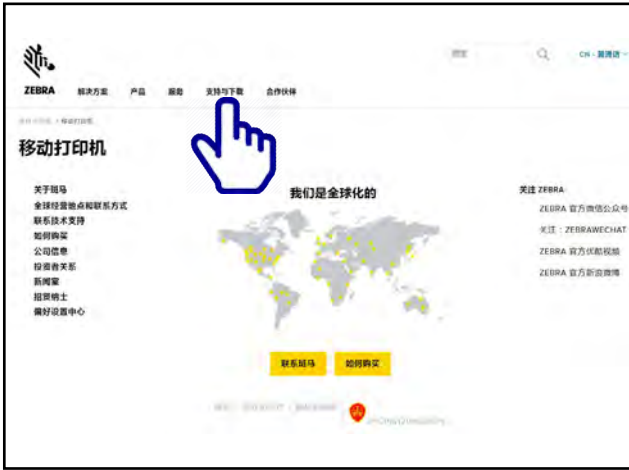 搜索
CN - 简体中文
ZEBRA
解决方案 产品 服务 支持与下载 合作伙伴
移动打印机
关于斑马
全球经营地点和联系方式
联系技术支持
如何购买
公司信息
投资者关系
新闻室
招贤纳士
偏好设置中心
我们是全球化的
联系斑马
如何购买
关注 ZEBRA
ZEBRA 官方微信公众号
关注:ZEBRAWECHAT
ZEBRA 官方优酷视频
ZEBRA 官方新浪微博